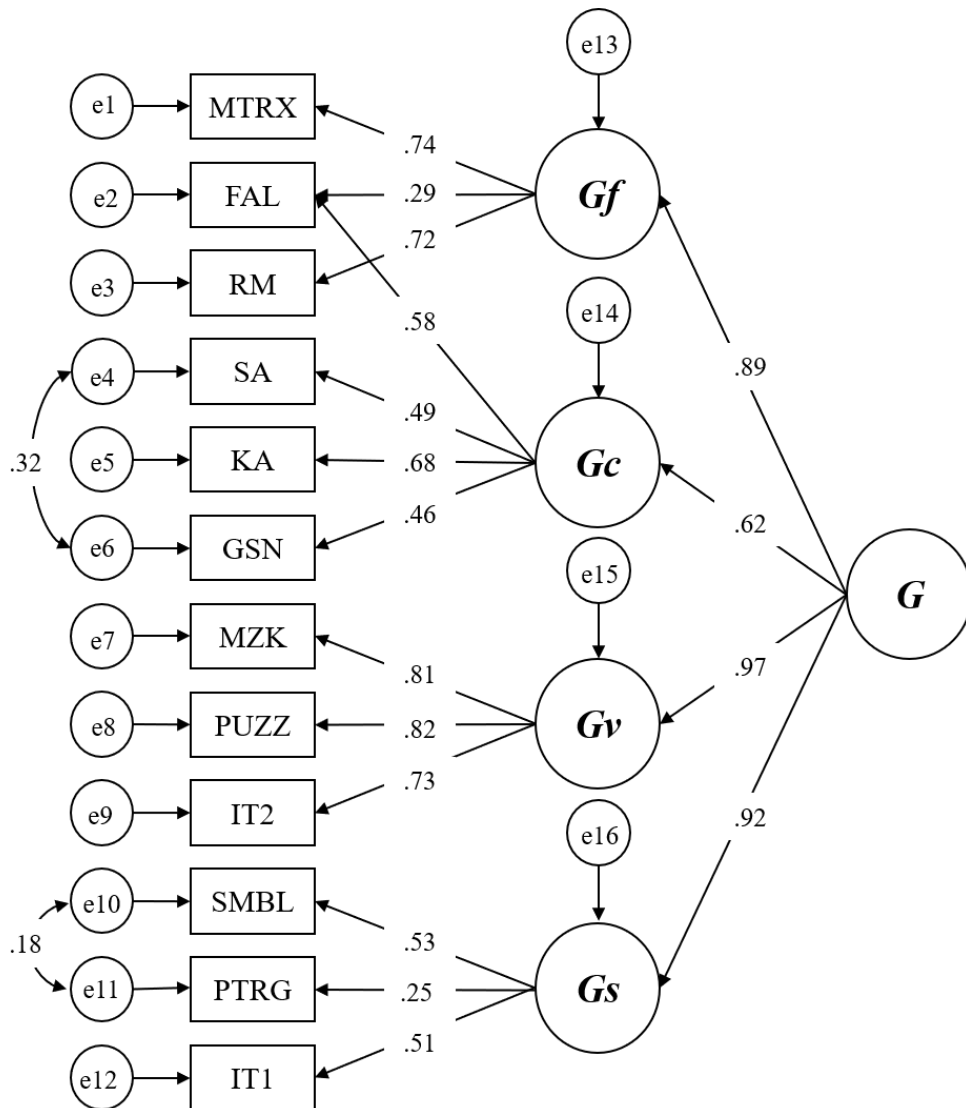 e13
e1
MTRX
.74
e2
FAL
.29
Gf
.72
e3
RM
e14
.58
.89
e4
SA
.49
.32
e5
KA
.68
Gc
.46
.62
e6
GSN
e15
G
e7
MZK
.81
.97
e8
PUZZ
.82
Gv
.73
e9
IT2
e16
.92
e10
SMBL
.18
.53
e11
PTRG
.25
Gs
.51
e12
IT1